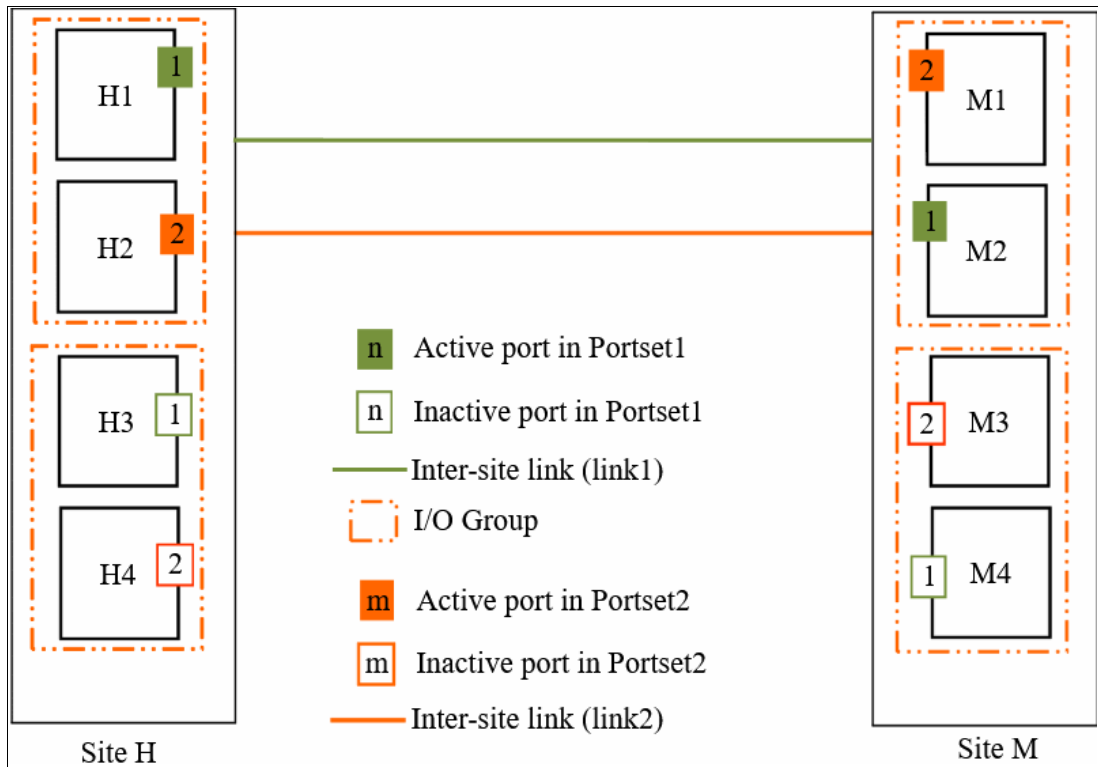 1
H1
2
H2
1
H3
2
H4
Site H
n Active port in Portset1
n Inactive port in Portset1
Inter-site link (link1)
I/O Group
m Active port in Portset2
m Inactive port in Portset2
Inter-site link (link2)
2
M1
1
M2
2
M3
1
M4
Site M